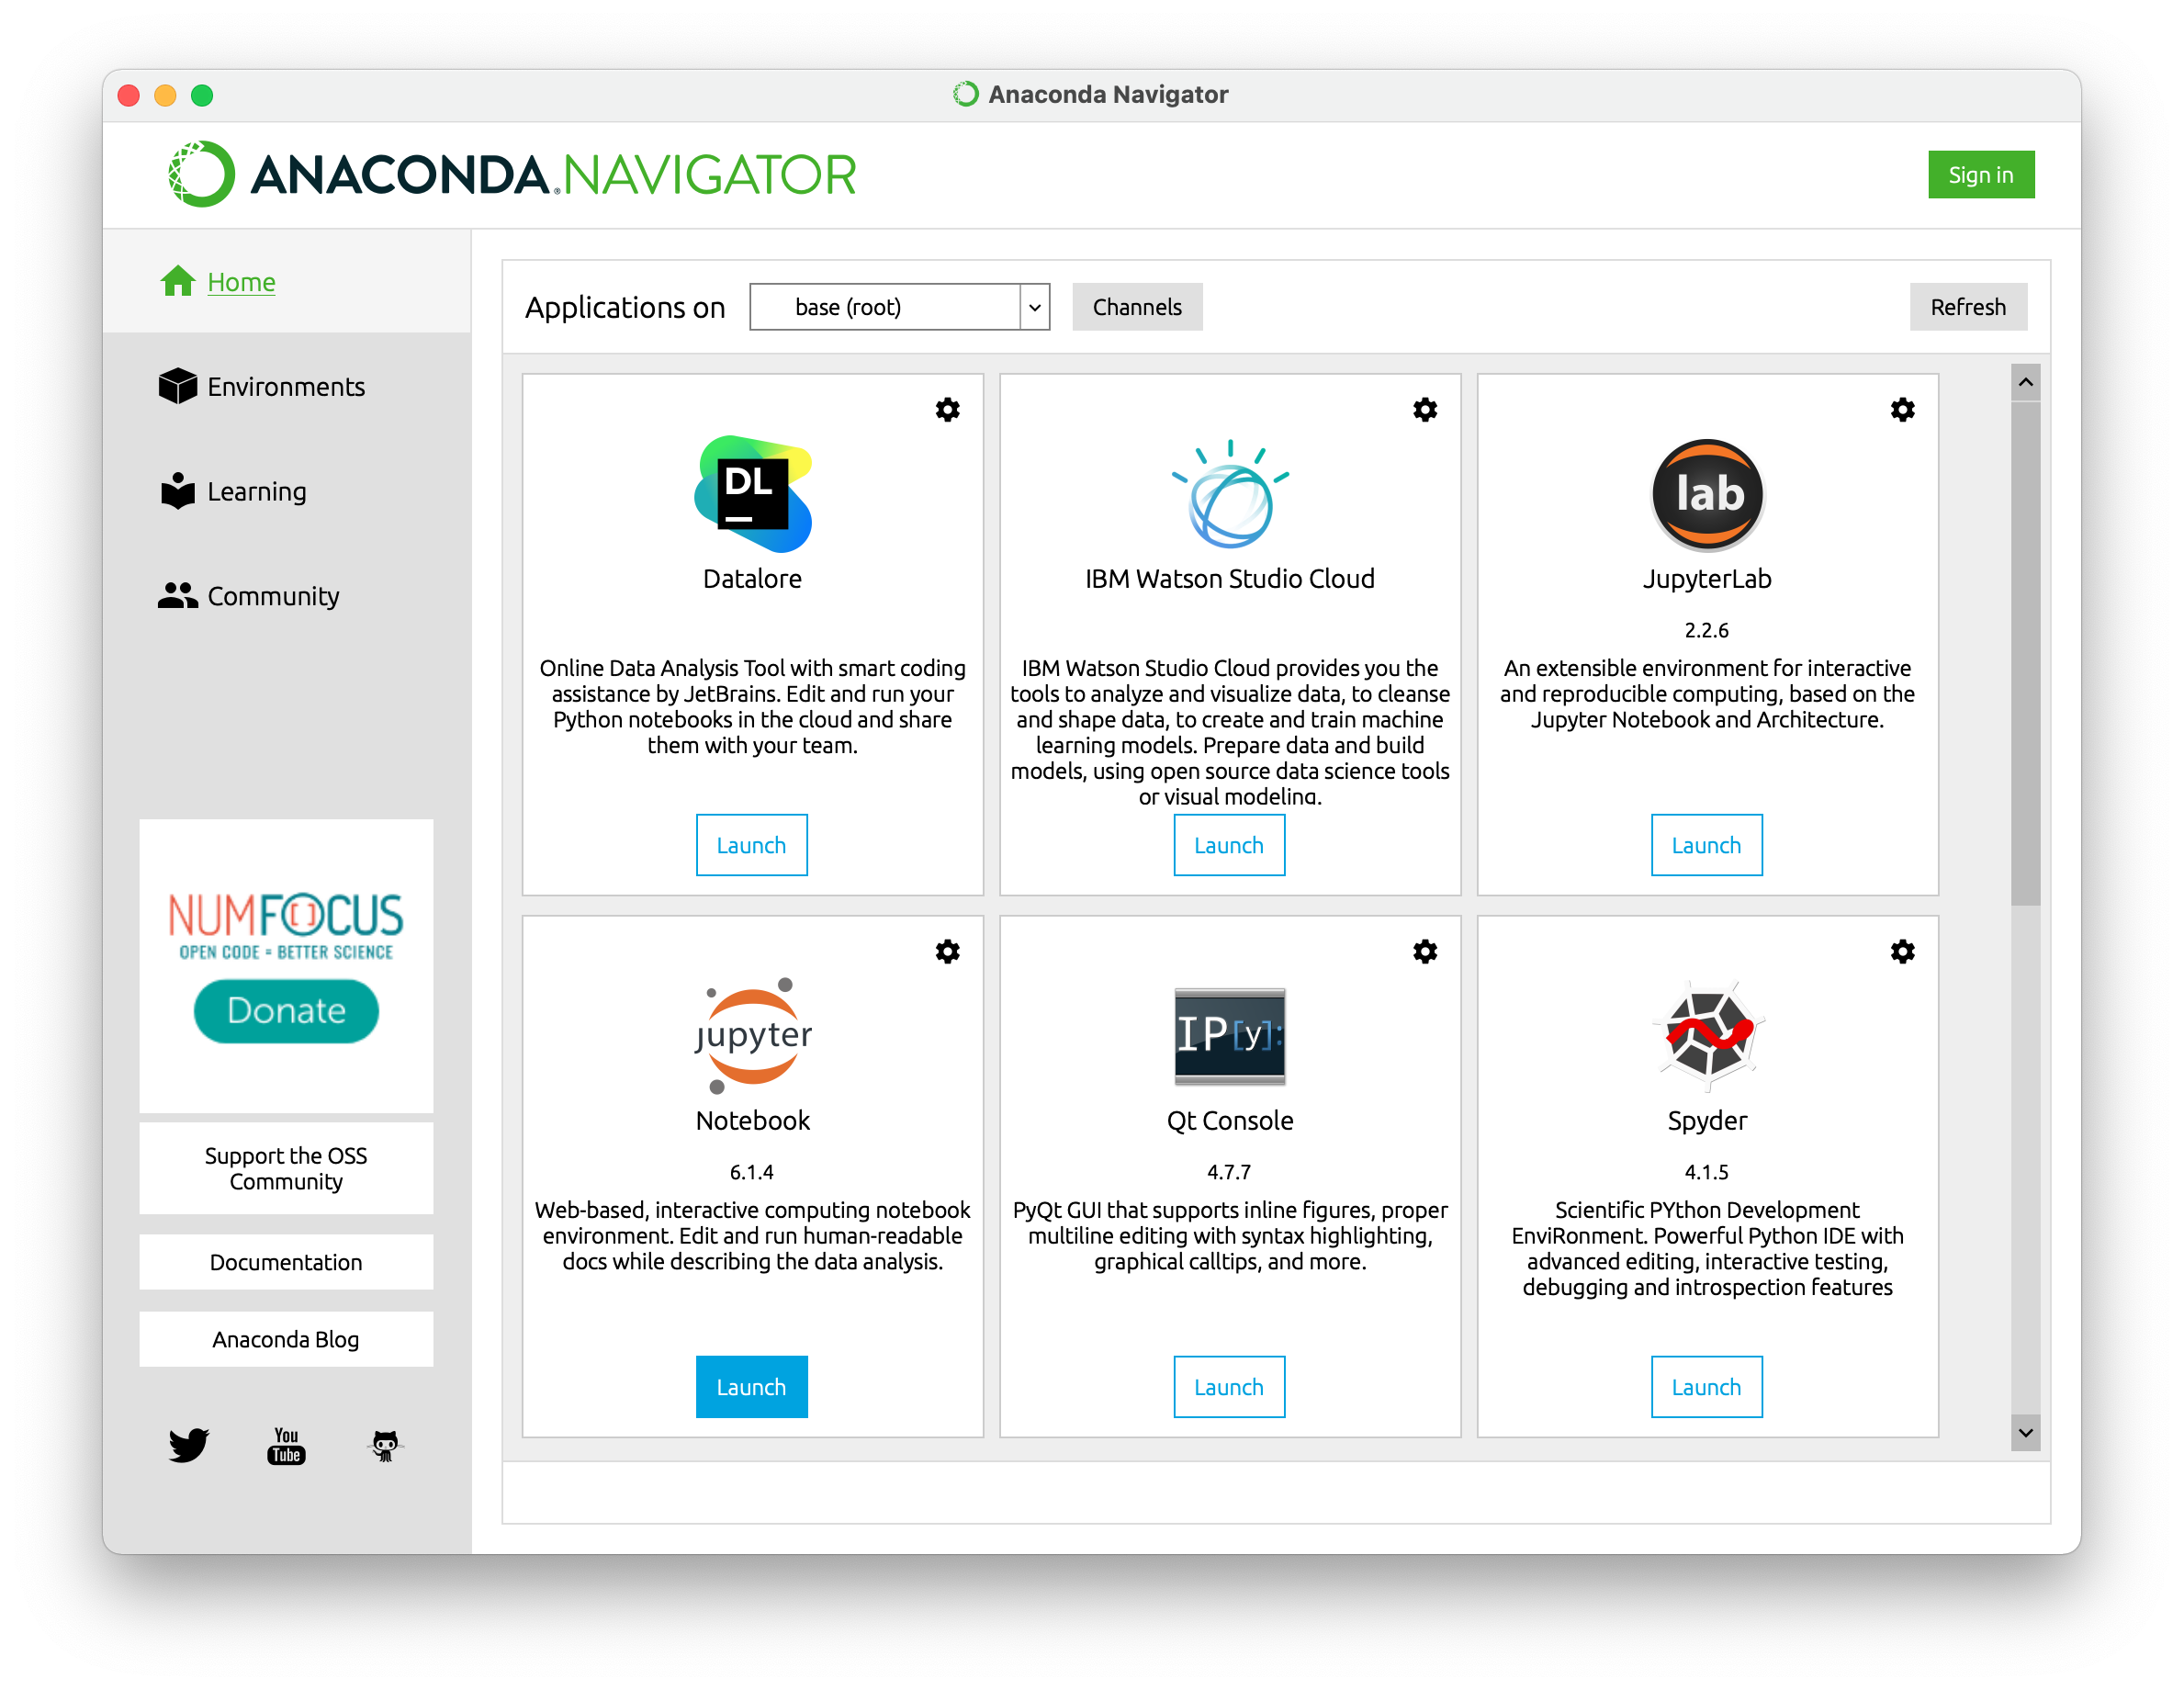 Anaconda Navigator
ANACONDA.NAVIGATOR
Sign in
Home
Environments
Learning
Community
NUMFOCUS
OPEN CODE = BETTER SCIENCE
Donate
Support the OSS
Community
Documentation
Anaconda Blog
You
Tube
Applications on
base (root)
Channels
Refresh
DL
Datalore
Online Data Analysis Tool with smart coding
assistance by JetBrains. Edit and run your
Python notebooks in the cloud and share
them with your team.
Launch
IBM Watson Studio Cloud
IBM Watson Studio Cloud provides you the
tools to analyze and visualize data, to cleanse
and shape data, to create and train machine
learning models. Prepare data and build
models, using open source data science tools
or visual modeling.
Launch
lab
JupyterLab
2.2.6
An extensible environment for interactive
and reproducible computing, based on the
Jupyter Notebook and Architecture.
Launch
jupyter
Notebook
6.1.4
Web-based, interactive computing notebook
environment. Edit and run human-readable
docs while describing the data analysis.
Launch
IP[y]:
Qt Console
4.7.7
PyQt GUI that supports inline figures, proper
multiline editing with syntax highlighting,
graphical calltips, and more.
Launch
Spyder
4.1.5
Scientific PYthon Development
EnviRonment. Powerful Python IDE with
advanced editing, interactive testing,
debugging and introspection features
Launch